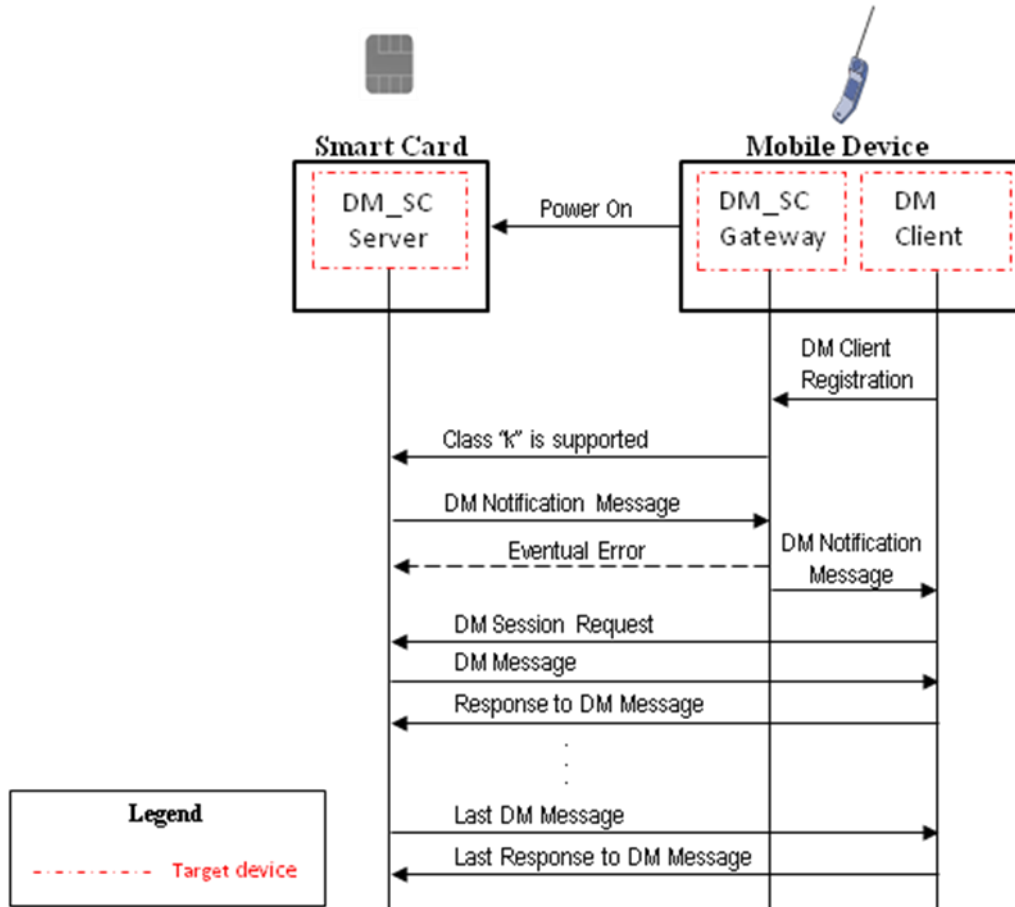 Smart Card
Mobile Device
DM_SC
Server
Power On
DM_SC
Gateway
DM
Client
DM Client
Registration
Class "k" is supported
DM Notification Message
Eventual Error
DM Notification
Message
DM Session Request
DM Message
Response to DM Message
Last DM Message
Last Response to DM Message
Legend
Target device